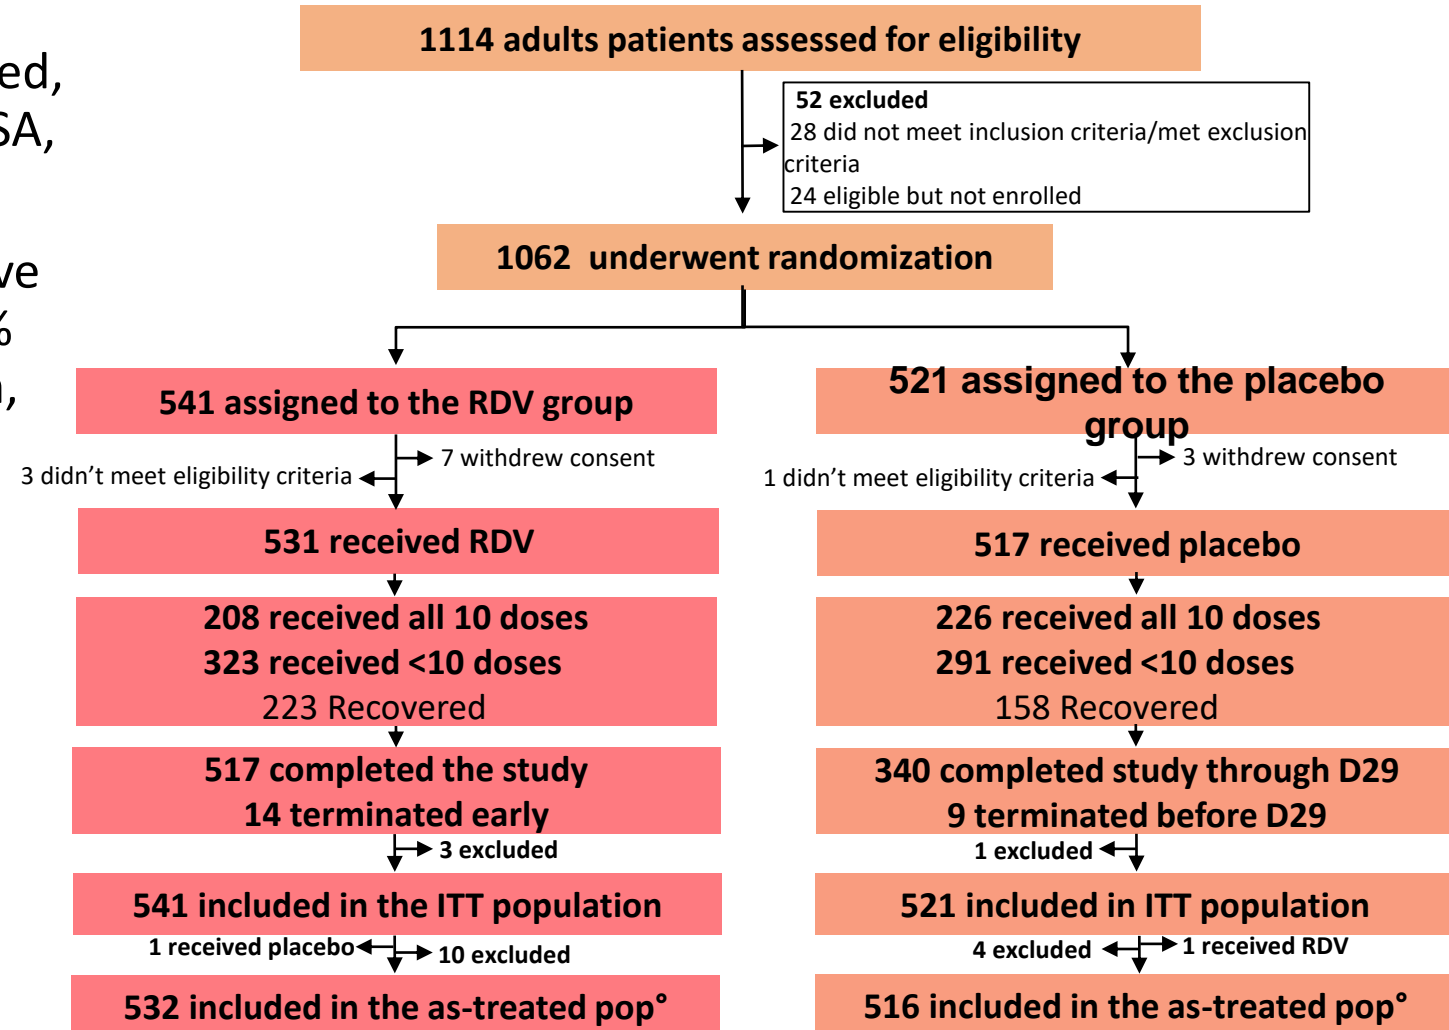 1114 adults patients assessed for eligibility
ed,
SA,
52 excluded
28 did not meet inclusion criteria/met exclusion
criteria
24 eligible but not enrolled
1062 underwent randomization
ve
%
,
541 assigned to the RDV group
521 assigned to the placebo
group
7 withdrew consent
3 didn’t meet eligibility criteria
3 withdrew consent
1 didn’t meet eligibility criteria
531 received RDV
517 received placebo
208 received all 10 doses
323 received <10 doses
223 Recovered
226 received all 10 doses
291 received <10 doses
158 Recovered
517 completed the study
14 terminated early
340 completed study through D29
9 terminated before D29
3 excluded
1 excluded
541 included in the ITT population
521 included in ITT population
1 received placebo
10 excluded
4 excluded
1 received RDV
532 included in the as-treated pop°
516 included in the as-treated pop°